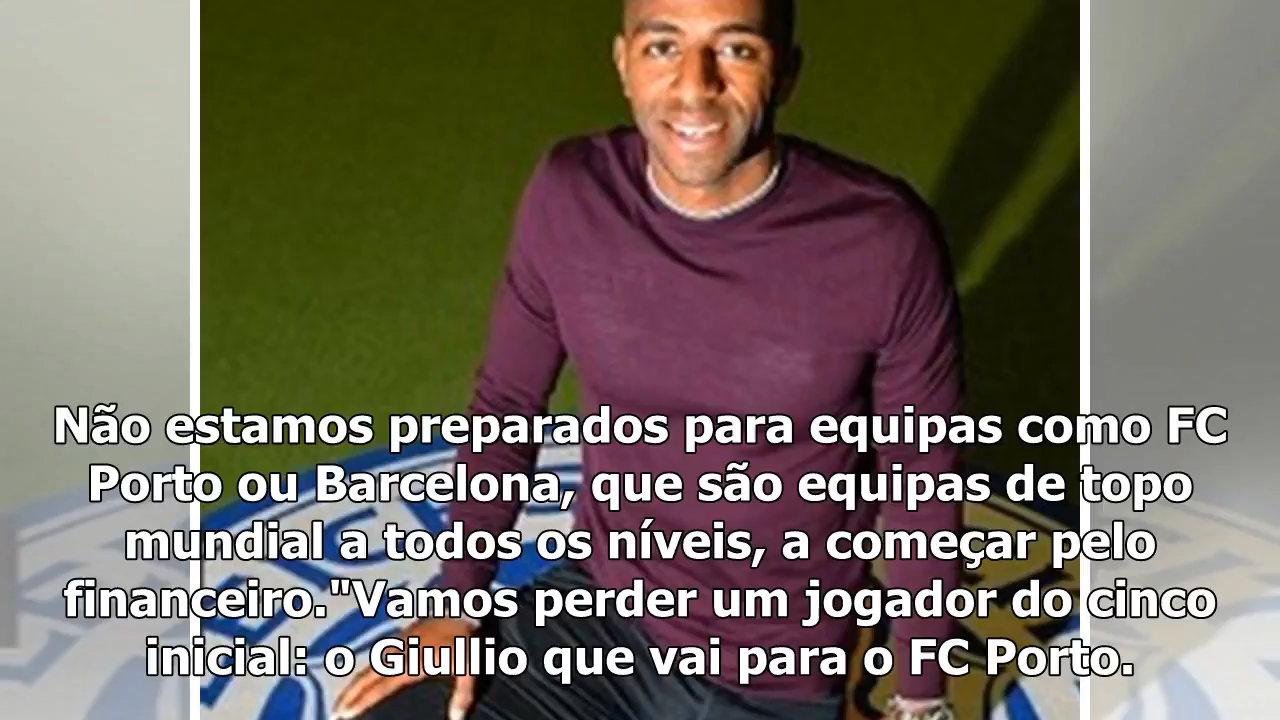 Não estamos preparados para equipas como FC
Porto ou Barcelona, que são equipas de topo
mundial a todos os níveis, a começar pelo
financeiro."Vamos perder um jogador do cinco
inicial: o Giullio que vai para o FC Porto.